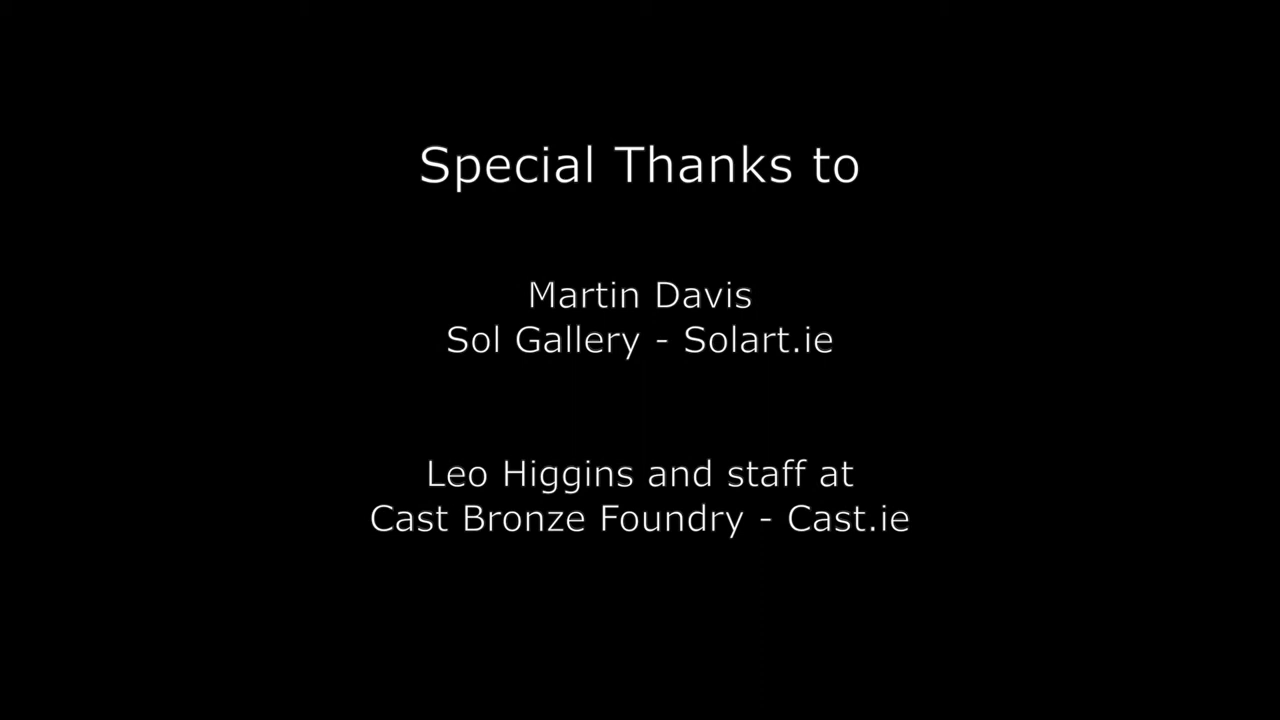 Special Thanks to
Martin Davis
Sol Gallery - Solart.ie
Leo Higgins and staff at
Cast Bronze Foundry - Cast.ie